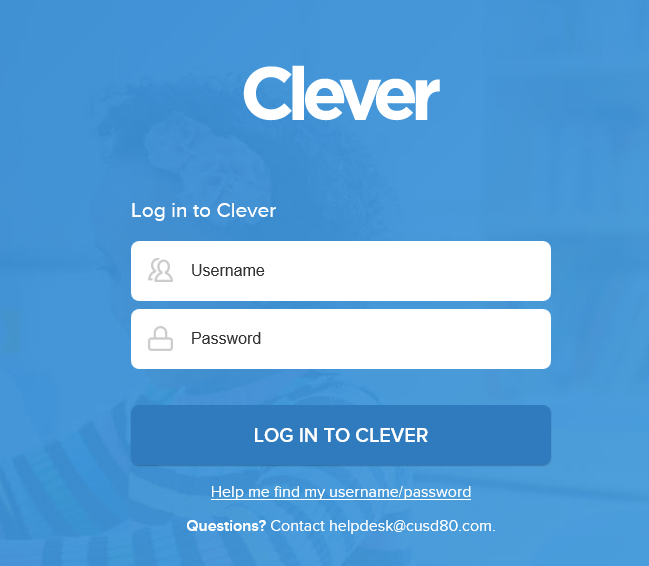 Clever
Log in to Clever
Username
Password
LOG IN TO CLEVER
Help me find my username/password
Questions? Contact helpdesk@cusd80.com.